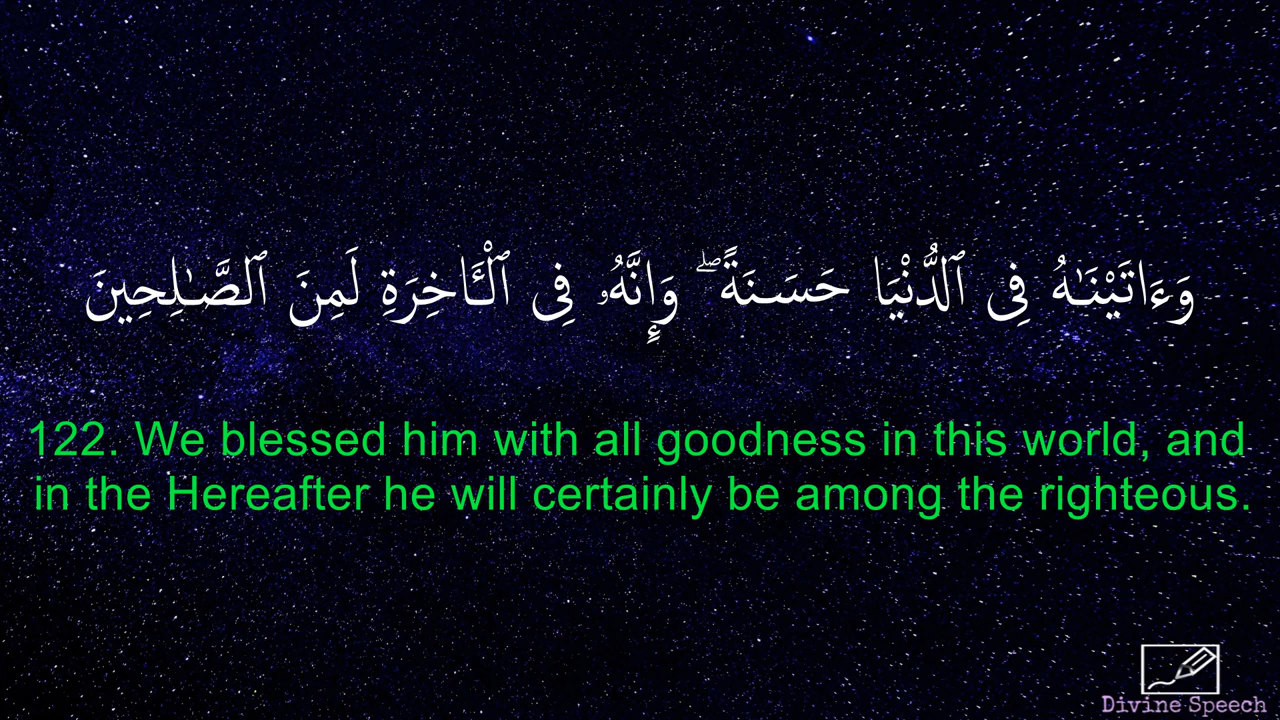 وَءَاتَيْنَـٰهُ فِى ٱلدُّنْيَا حَسَنَةًۭ ۖ وَإِنَّهُۥ فِى ٱلْـَٔاخِرَةِ لَمِنَ ٱلصَّـٰلِحِينَ
122. We blessed him with all goodness in this world, and
in the Hereafter he will certainly be among the righteous.
Divine Speech